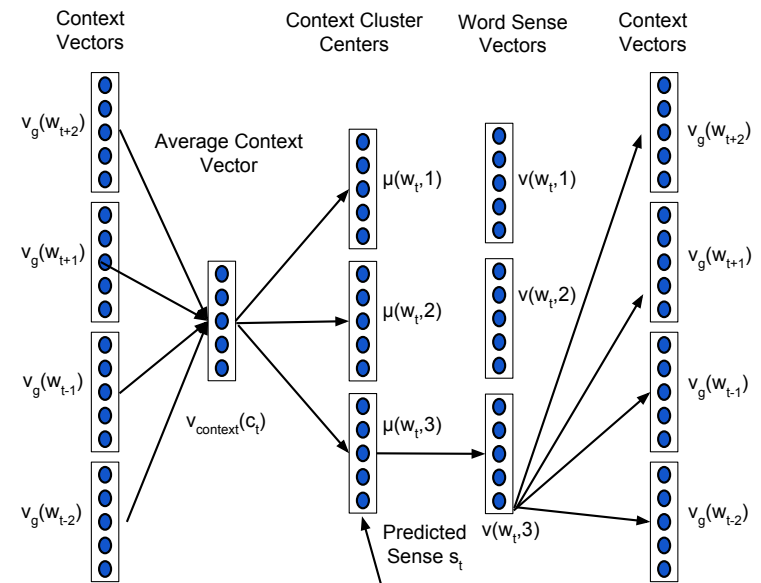 Context
Vectors
Context Cluster
Centers
Word Sense
Vectors
Context
Vectors
v_g(w_{t+2})
v_g(w_{t+1})
v_g(w_{t-1})
v_g(w_{t-2})
Average Context
Vector
v_{context}(c_t)
μ(w_t,1)
μ(w_t,2)
μ(w_t,3)
Predicted
Sense s_t
v(w_t,1)
v(w_t,2)
v(w_t,3)
v_g(w_{t+2})
v_g(w_{t+1})
v_g(w_{t-1})
v_g(w_{t-2})